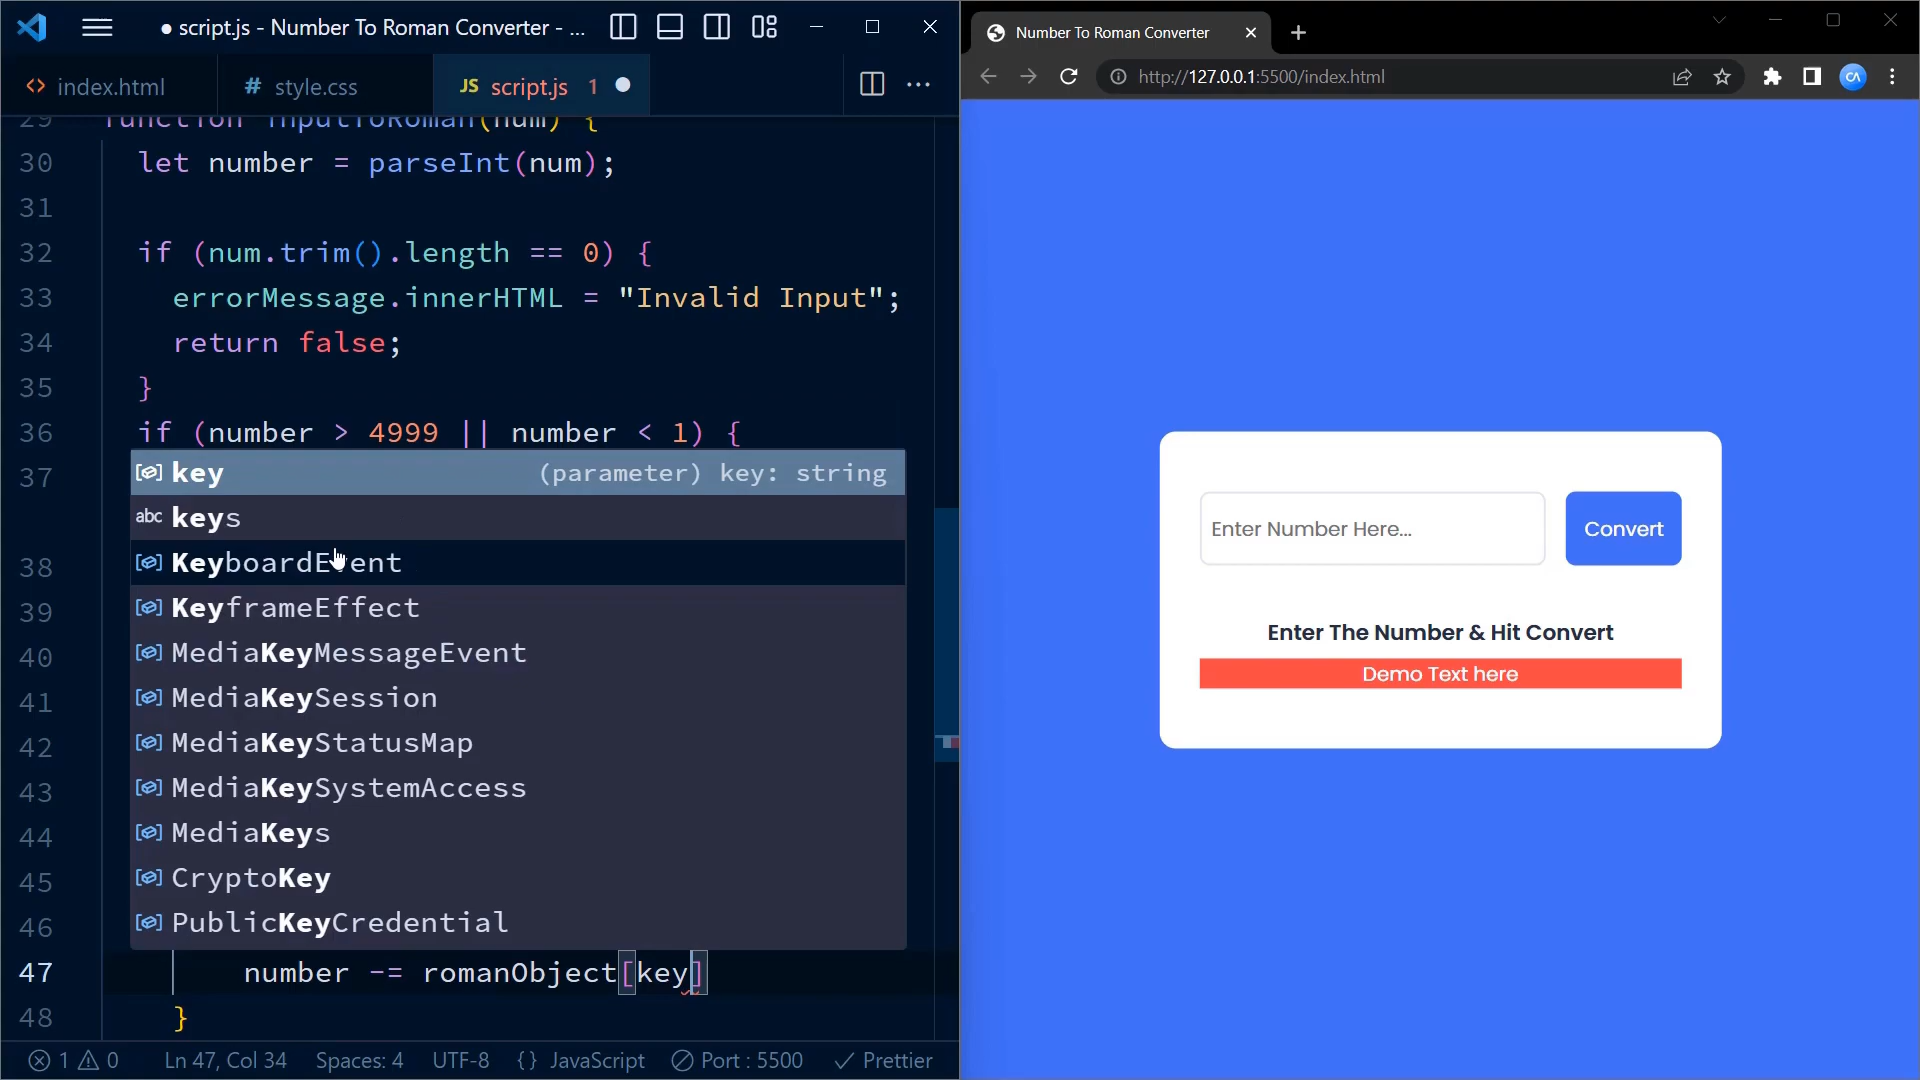 script.js - Number To Roman Converter - ...
index.html
# style.css
JS script.js 1
29 function inputToRoman(num) {
30 let number = parseInt(num);
31
32 if (num.trim().length == 0) {
33 errorMessage.innerHTML = "Invalid Input";
34 return false;
35 }
36 if (number > 4999 || number < 1) {
37
38
39
40
41
42
43
44
45
46
key (parameter) key: string
abc keys
KeyboardEvent
KeyframeEffect
MediaKeyMessageEvent
MediaKeySession
MediaKeyStatusMap
MediaKeySystemAccess
MediaKeys
CryptoKey
PublicKeyCredential
47 number -= romanObject[key]
48 }
1 0 Ln 47, Col 34 Spaces: 4 UTF-8 {} JavaScript Port : 5500 Prettier
Number To Roman Converter
http://127.0.0.1:5500/index.html
CA
Enter Number Here...
Convert
Enter The Number & Hit Convert
Demo Text here